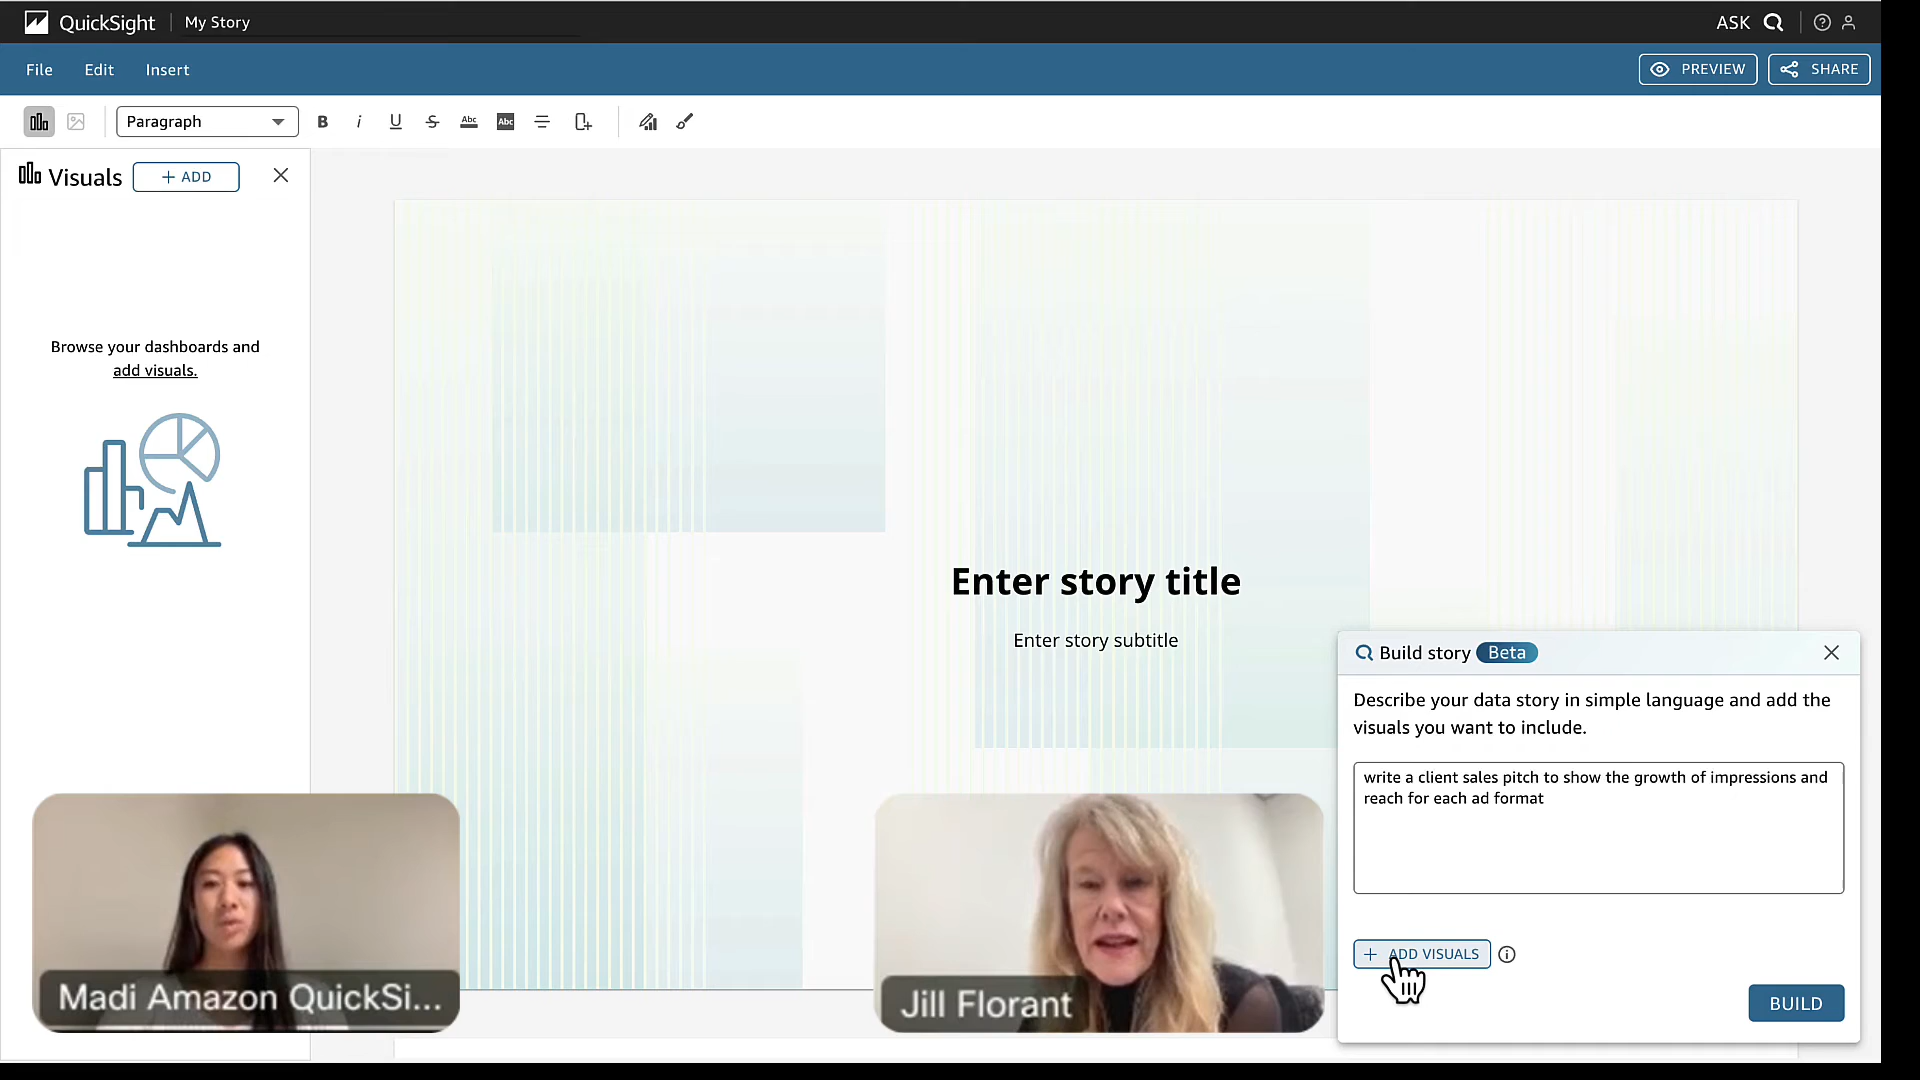 QuickSight
My Story
ASK
File
Edit
Insert
PREVIEW
SHARE
Paragraph
B
i
U
S
Abc
Abc
Visuals
+ ADD
Browse your dashboards and
add visuals.
Enter story title
Enter story subtitle
Build story
Beta
Describe your data story in simple language and add the
visuals you want to include.
write a client sales pitch to show the growth of impressions and
reach for each ad format
+ ADD VISUALS
BUILD
Madi Amazon QuickSi...
Jill Florant